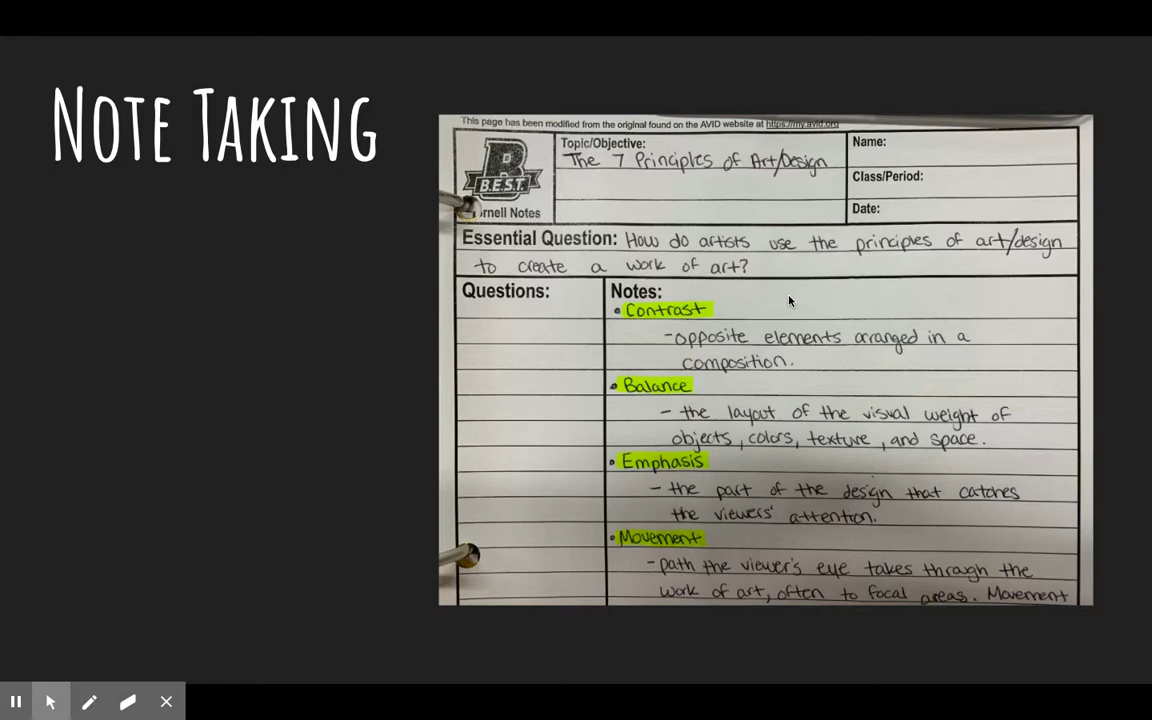 NOTE TAKING
This page has been modified from the original found on the AVID website at https://my.avid.org
B
B.E.S.T.
rnell Notes
Topic/Objective:
The 7 Principles of Art/Design
Name:
Class/Period:
Date:
Essential Question: How do artists use the principles of art/design
to create a work of art?
Questions:
Notes:
• Contrast
- opposite elements arranged in a
composition.
• Balance
- the layout of the visual weight of
objects, colors, texture, and space.
• Emphasis
- the part of the design that catches
the viewers' attention.
• Movement
- path the viewer's eye takes through the
work of art, often to focal areas. Movement